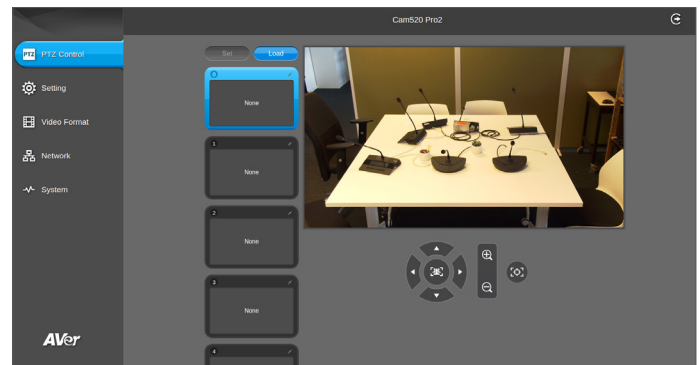 Cam520 Pro2
PTZ PTZ Control
Setting
Video Format
Network
System
AVer
Set Load
0
None
1
None
2
None
3
None
4